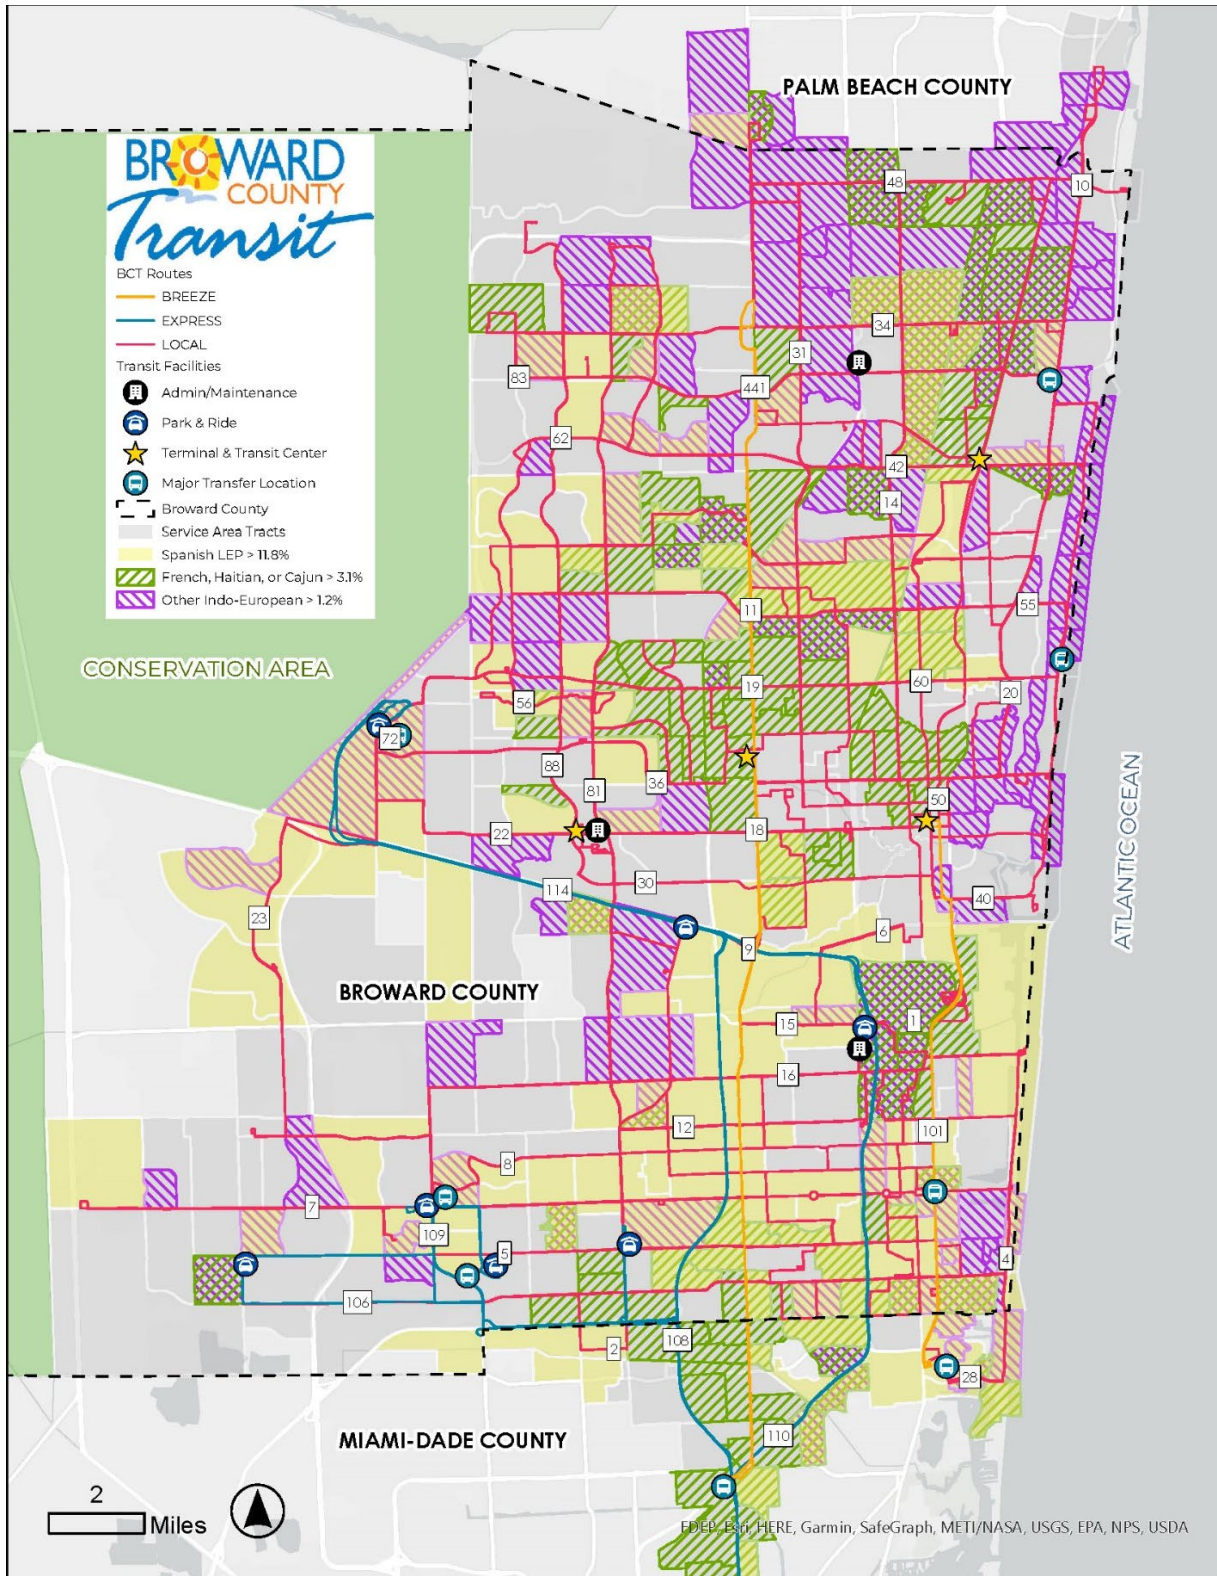 PALM BEACH COUNTY
BROWARD
COUNTY
Transit
BCT Routes
BREEZE
EXPRESS
LOCAL
Transit Facilities
Admin/Maintenance
Park & Ride
Terminal & Transit Center
Major Transfer Location
Broward County
Service Area Tracts
Spanish LEP > 11.8%
French, Haitian, or Cajun > 3.1%
Other Indo-European > 1.2%
48
10
34
31
83
441
62
42
14
11
55
CONSERVATION AREA
19
60
20
56
72
88
36
81
50
22
18
30
114
40
23
6
9
ATLANTIC OCEAN
BROWARD COUNTY
1
15
16
12
101
8
7
109
5
4
106
108
2
28
110
MIAMI-DADE COUNTY
2
Miles
FDEP, Esri, HERE, Garmin, SafeGraph, METI/NASA, USGS, EPA, NPS, USDA